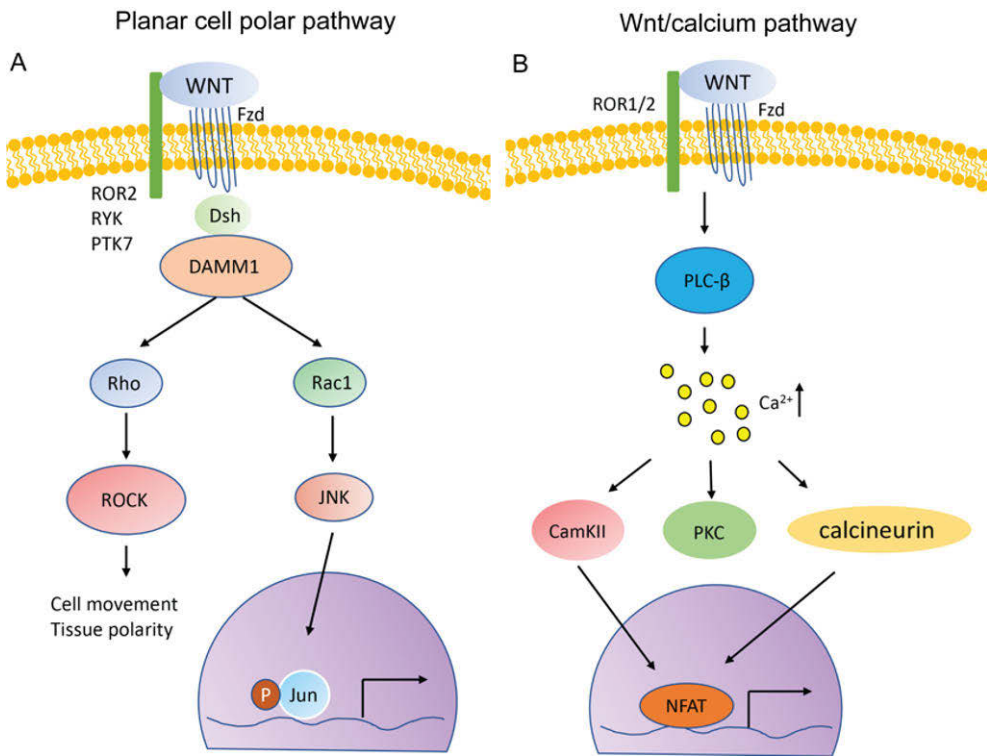 Planar cell polar pathway
A
WNT
Fzd
ROR2
RYK
PTK7
Dsh
DAMM1
Rho
Rac1
ROCK
JNK
Cell movement
Tissue polarity
P
Jun
Wnt/calcium pathway
B
WNT
ROR1/2
Fzd
PLC-β
Ca²⁺
CamKII
PKC
calcineurin
NFAT